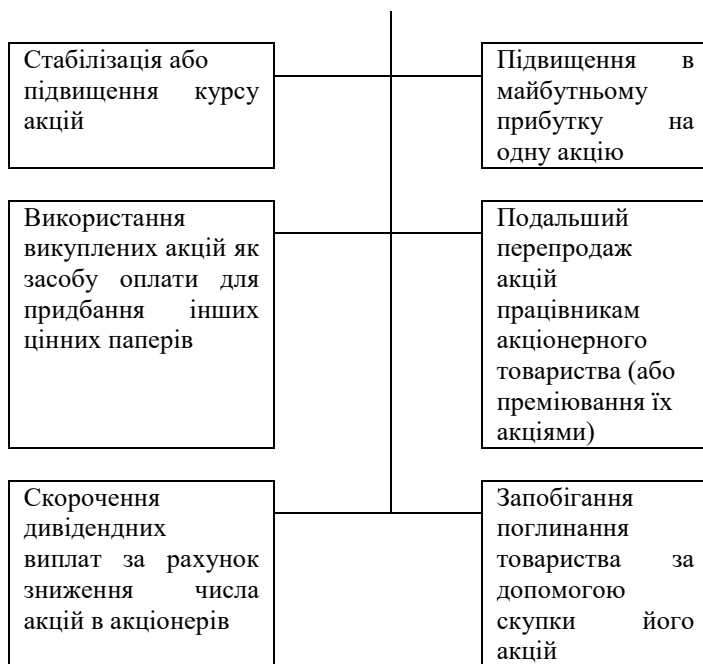 Стабілізація або
підвищення курсу
акцій
Підвищення в
майбутньому
прибутку на
одну акцію
Використання
викуплених акцій як
засобу оплати для
придбання інших
цінних паперів
Подальший
перепродаж
акцій
працівникам
акціонерного
товариства (або
преміювання їх
акціями)
Скорочення
дивідендних
виплат за рахунок
зниження числа
акцій в акціонерів
Запобігання
поглинання
товариства за
допомогою
скупки його
акцій